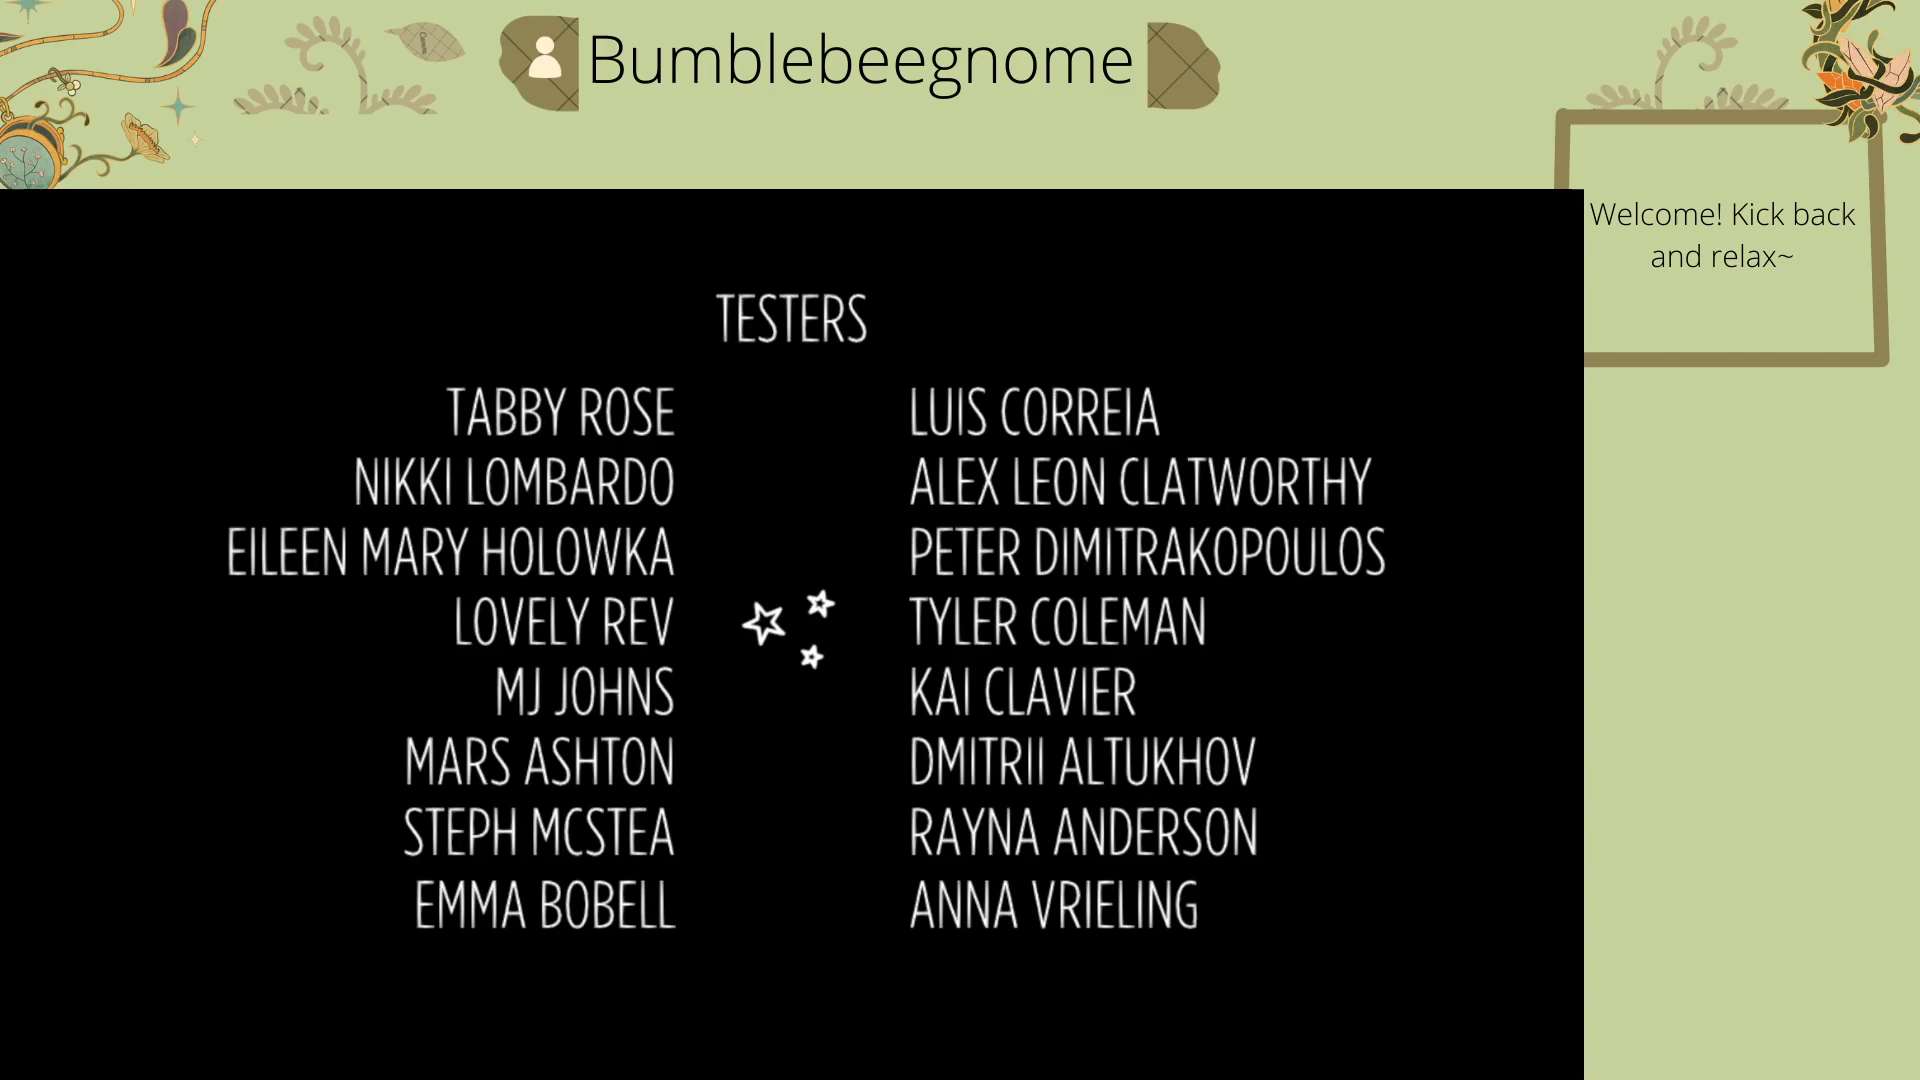 Bumblebeegnome
Welcome! Kick back
and relax~
TESTERS
TABBY ROSE
NIKKI LOMBARDO
EILEEN MARY HOLOWKA
LOVELY REV
MJ JOHNS
MARS ASHTON
STEPH MCSTEA
EMMA BOBELL
LUIS CORREIA
ALEX LEON CLATWORTHY
PETER DIMITRAKOPOULOS
TYLER COLEMAN
KAI CLAVIER
DMITRII ALTUKHOV
RAYNA ANDERSON
ANNA VRIELING